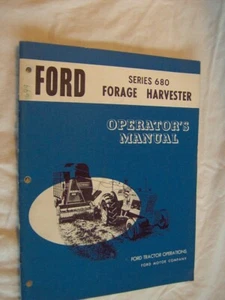 FORD
SERIES 680
FORAGE HARVESTER
OPERATOR'S
MANUAL
FORD TRACTOR OPERATIONS
FORD MOTOR COMPANY